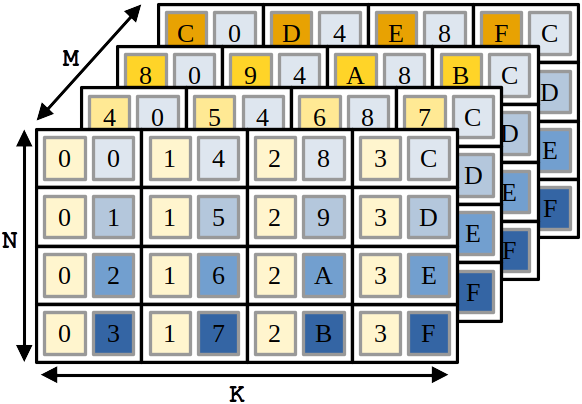 C 0 D 4 E 8 F C
M
8 0 9 4 A 8 B C
D
4 0 5 4 6 8 7 C
D
E
0 0 1 4 2 8 3 C
D
E
F
0 1 1 5 2 9 3 D
N
E
F
0 2 1 6 2 A 3 E
F
0 3 1 7 2 B 3 F
K